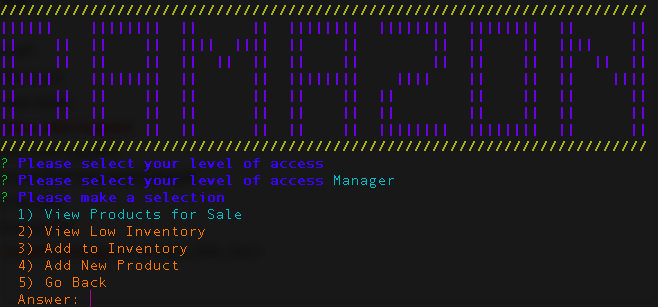 BAMAZON
? Please select your level of access
? Please select your level of access Manager
? Please make a selection
1) View Products for Sale
2) View Low Inventory
3) Add to Inventory
4) Add New Product
5) Go Back
Answer: